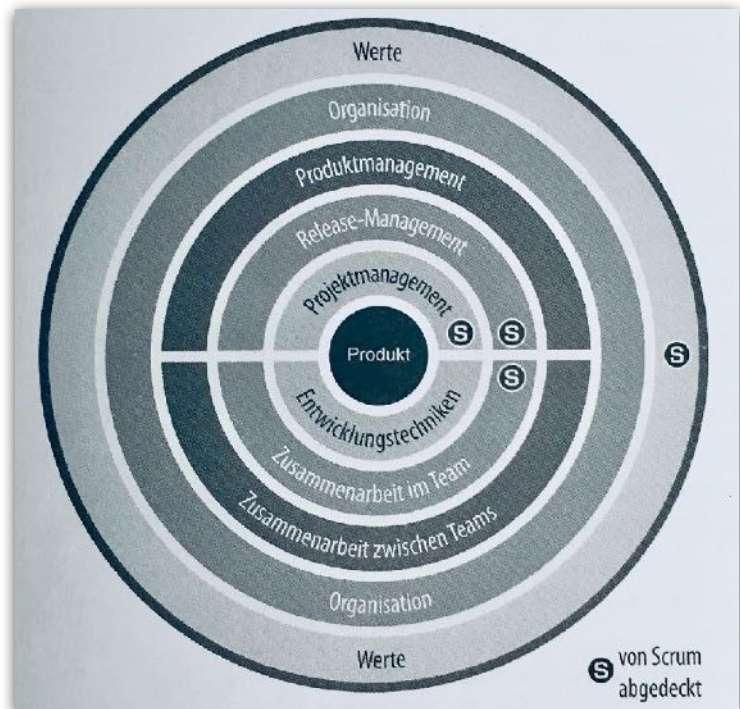 Werte
Organisation
Produktmanagement
Release-Management
Projektmanagement
S S
Produkt
S
S
Entwicklungstechniken
Zusammenarbeit im Team
Zusammenarbeit zwischen Teams
Organisation
Werte
S von Scrum
abgedeckt